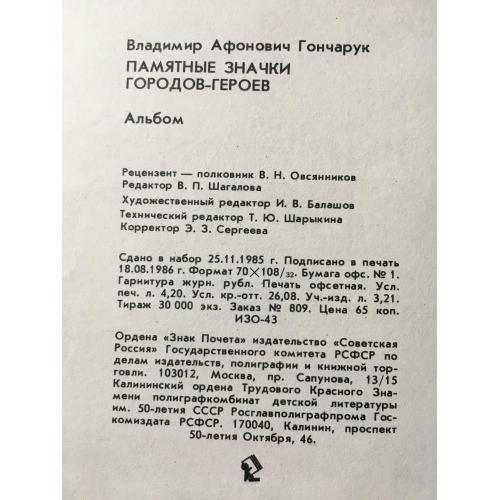 Владимир Афонович Гончарук
ПАМЯТНЫЕ ЗНАЧКИ
ГОРОДОВ-ГЕРОЕВ
Альбом
Рецензент — полковник В. Н. Овсянников
Редактор В. П. Шагалова
Художественный редактор И. В. Балашов
Технический редактор Т. Ю. Шарыкина
Корректор Э. З. Сергеева
Сдано в набор 25.11.1985 г. Подписано в печать
18.08.1986 г. Формат 70×108/32. Бумага офс. № 1.
Гарнитура журн. рубл. Печать офсетная. Усл.
печ. л. 4,20. Усл. кр.-отт. 26,08. Уч.-изд. л. 3,21.
Тираж 30 000 экз. Заказ № 809. Цена 65 коп.
ИЗО-43
Ордена «Знак Почета» издательство «Советская
Россия» Государственного комитета РСФСР по
делам издательств, полиграфии и книжной тор-
говли. 103012, Москва, пр. Сапунова, 13/15
Калининский ордена Трудового Красного Зна-
мени полиграфкомбинат детской литературы
им. 50-летия СССР Росглавполиграфпрома Гос-
комиздата РСФСР. 170040, Калинин, проспект
50-летия Октября, 46.